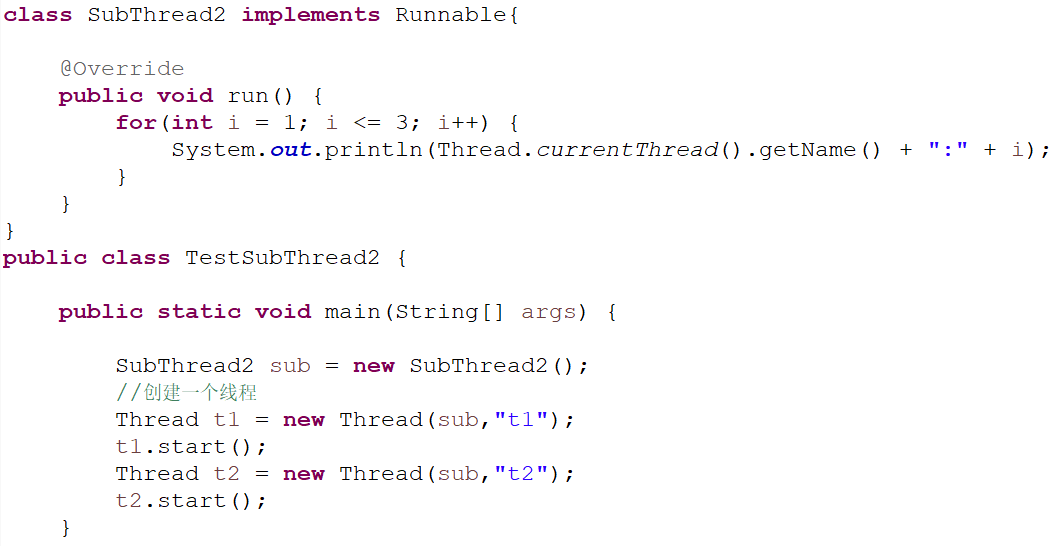 class SubThread2 implements Runnable{
@Override
public void run() {
for(int i = 1; i <= 3; i++) {
System.out.println(Thread.currentThread().getName() + ":" + i);
}
}
}
public class TestSubThread2 {
public static void main(String[] args) {
SubThread2 sub = new SubThread2();
//创建一个线程
Thread t1 = new Thread(sub,"t1");
t1.start();
Thread t2 = new Thread(sub,"t2");
t2.start();
}